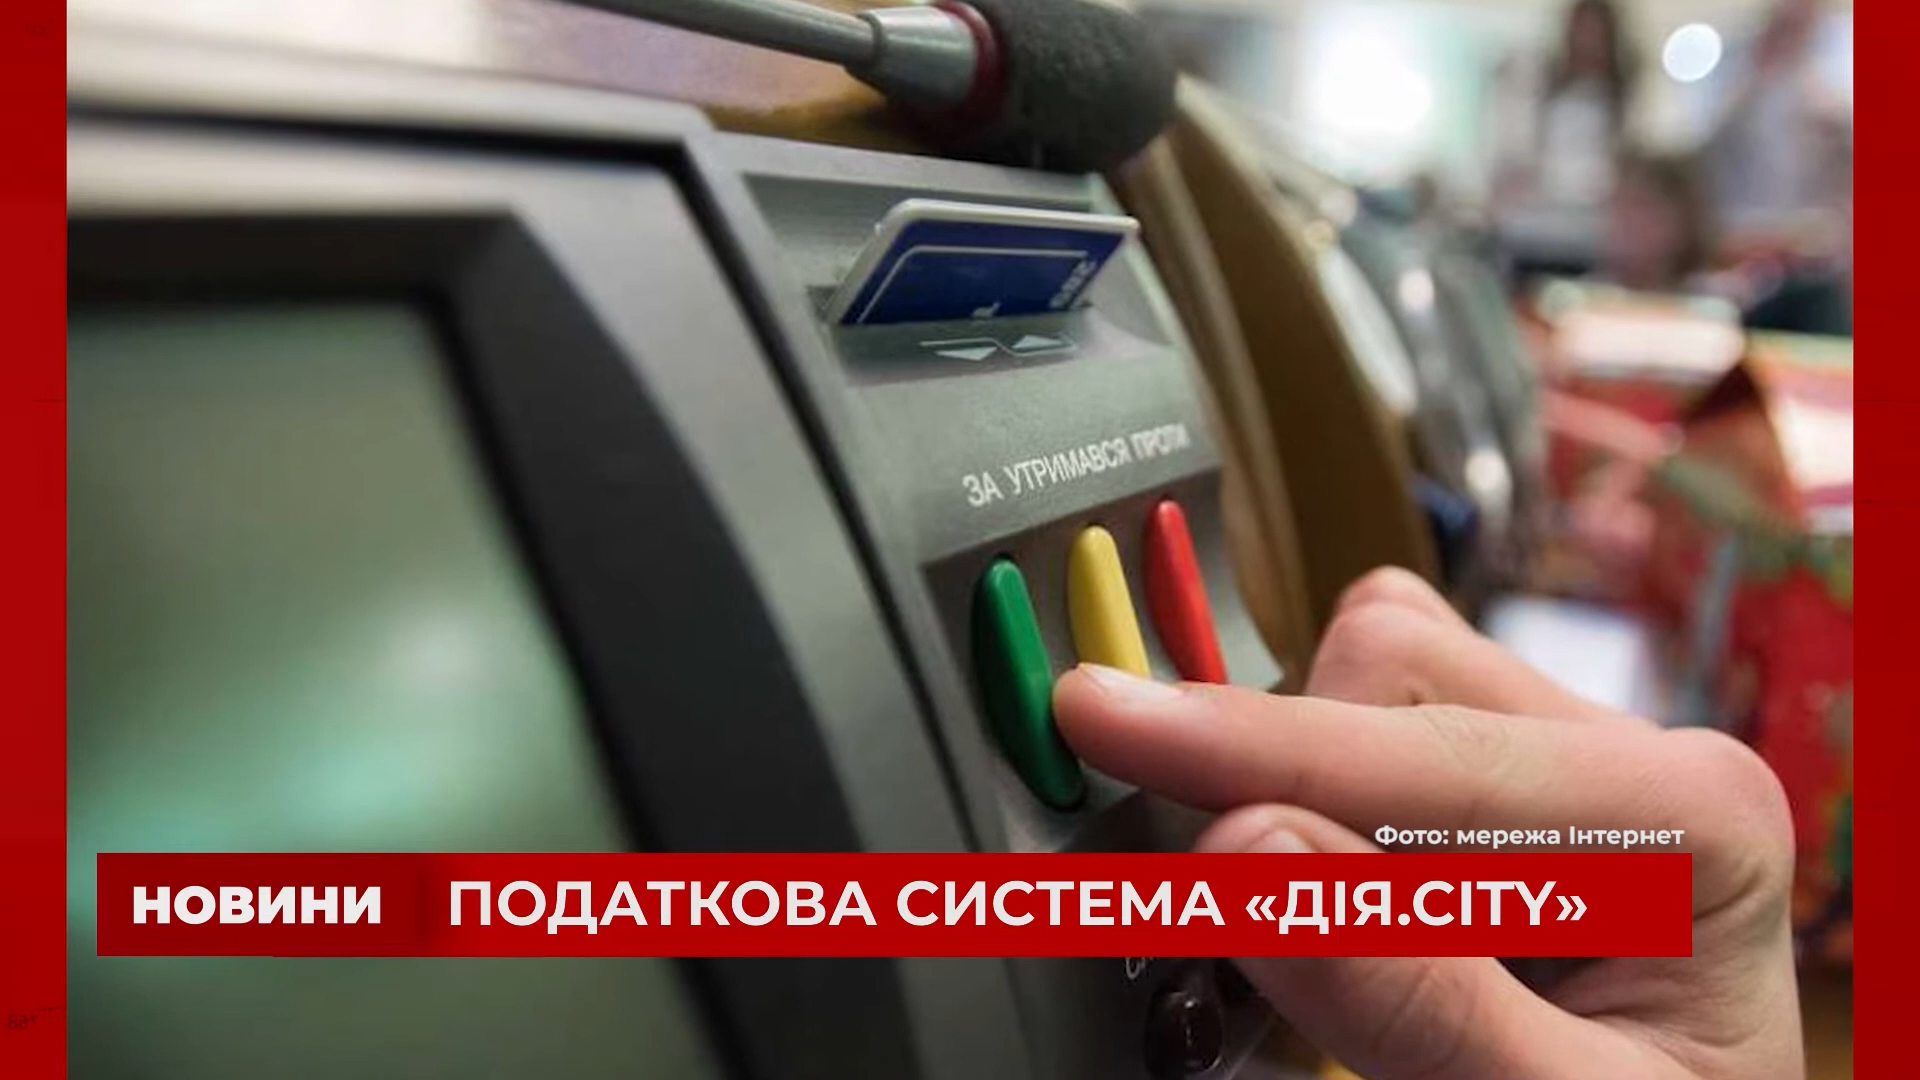 ЗА УТРИМАВСЯ ПРОТИ
Фото: мережа Інтернет
НОВИНИ ПОДАТКОВА СИСТЕМА «ДІЯ.CITY»